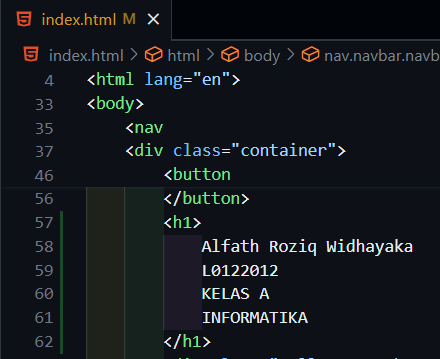 index.html M ×
index.html > html > body > nav.navbar.navb
4 <html lang="en">
33 <body>
35 <nav
37 <div class="container">
46 <button
56 </button>
57 <h1>
58 Alfath Roziq Widhayaka
59 L0122012
60 KELAS A
61 INFORMATIKA
62 </h1>